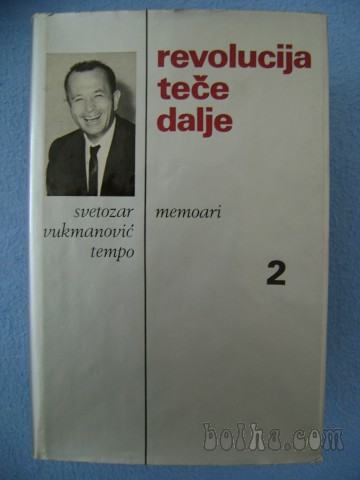 revolucija
teče
dalje
svetozar
vukmanović
tempo
memoari
2
bolha.com